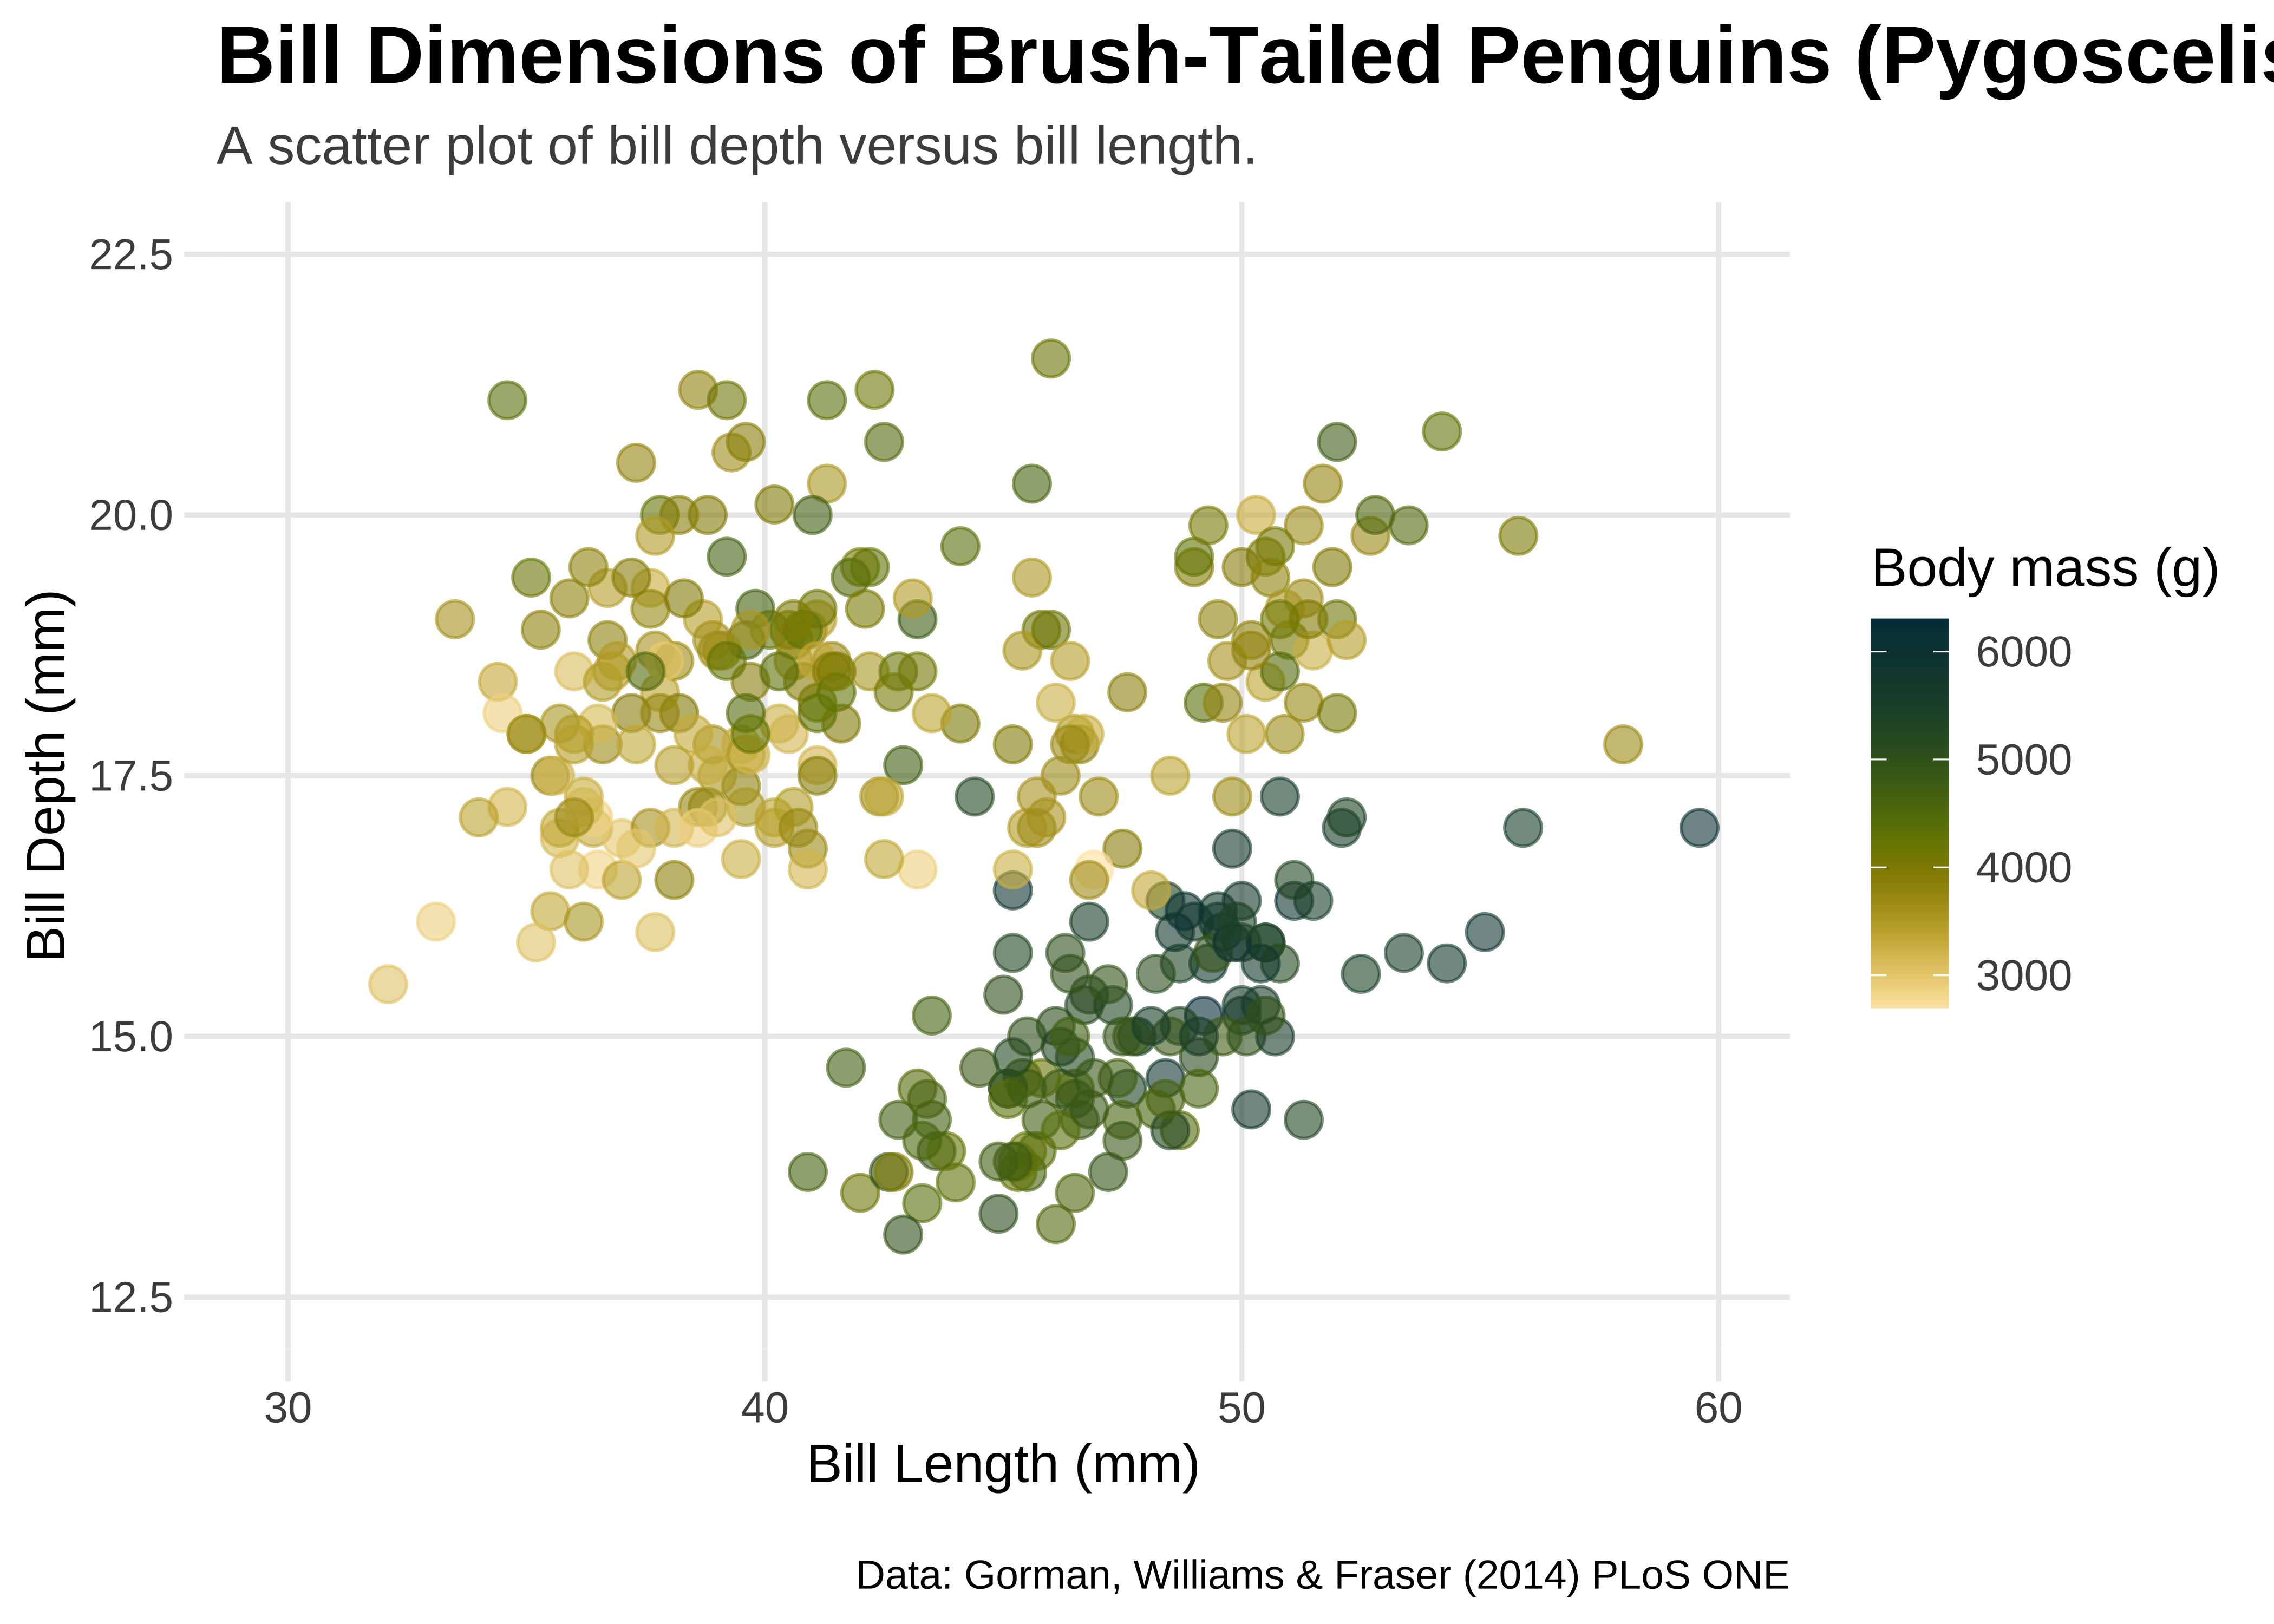 Bill Dimensions of Brush-Tailed Penguins (Pygoscelis
A scatter plot of bill depth versus bill length.
22.5
20.0
17.5
15.0
12.5
Bill Depth (mm)
30 40 50 60
Bill Length (mm)
Body mass (g)
6000
5000
4000
3000
Data: Gorman, Williams & Fraser (2014) PLoS ONE